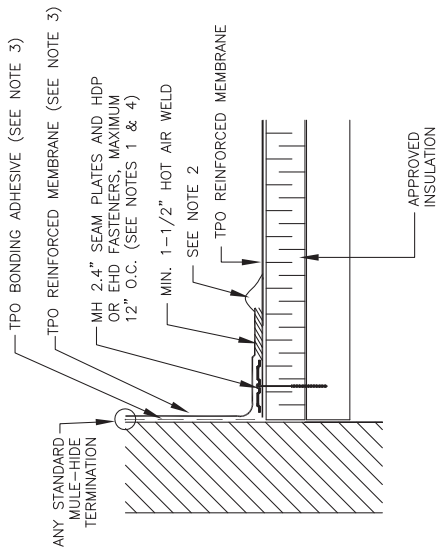 ANY STANDARD
MULE-HIDE
TERMINATION
TPO BONDING ADHESIVE (SEE NOTE 3)
TPO REINFORCED MEMBRANE (SEE NOTE 3)
MH 2.4" SEAM PLATES AND HDP
OR EHD FASTENERS, MAXIMUM
12" O.C. (SEE NOTES 1 & 4)
MIN. 1-1/2" HOT AIR WELD
SEE NOTE 2
TPO REINFORCED MEMBRANE
APPROVED
INSULATION